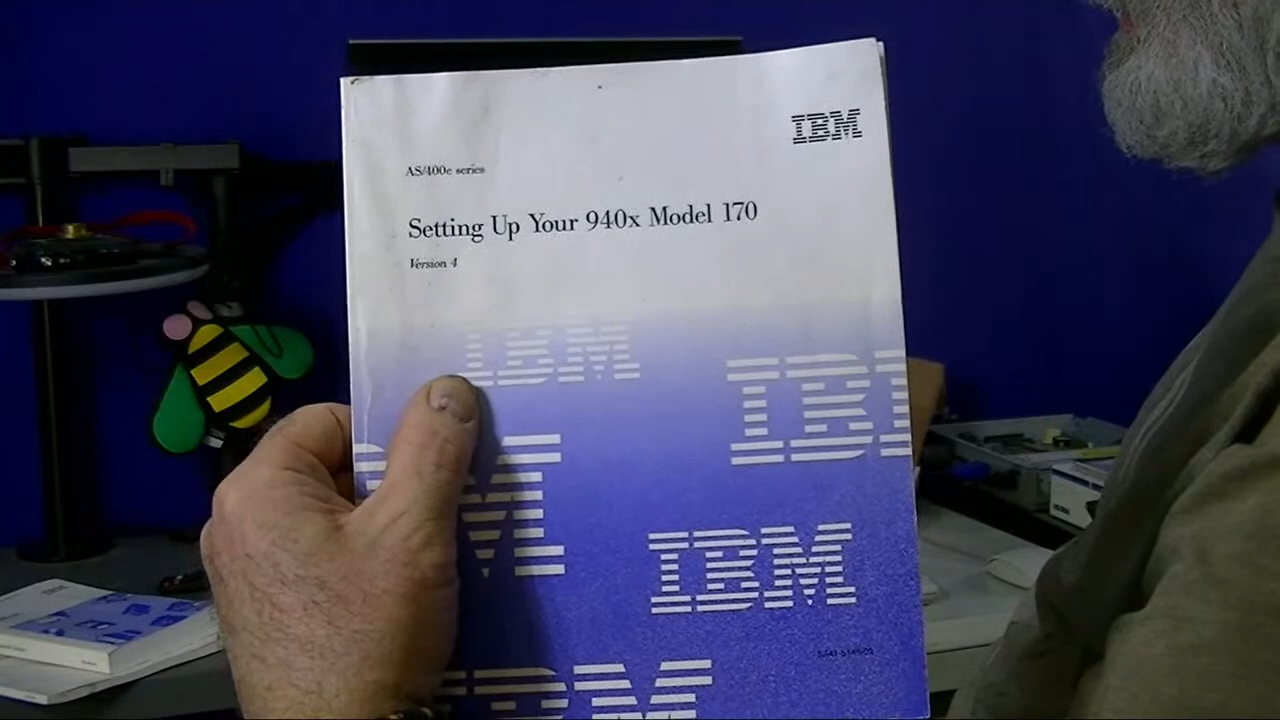 IBM
AS/400e series
Setting Up Your 940x Model 170
Version 4
IBM
IBM
M
IBM
IBM